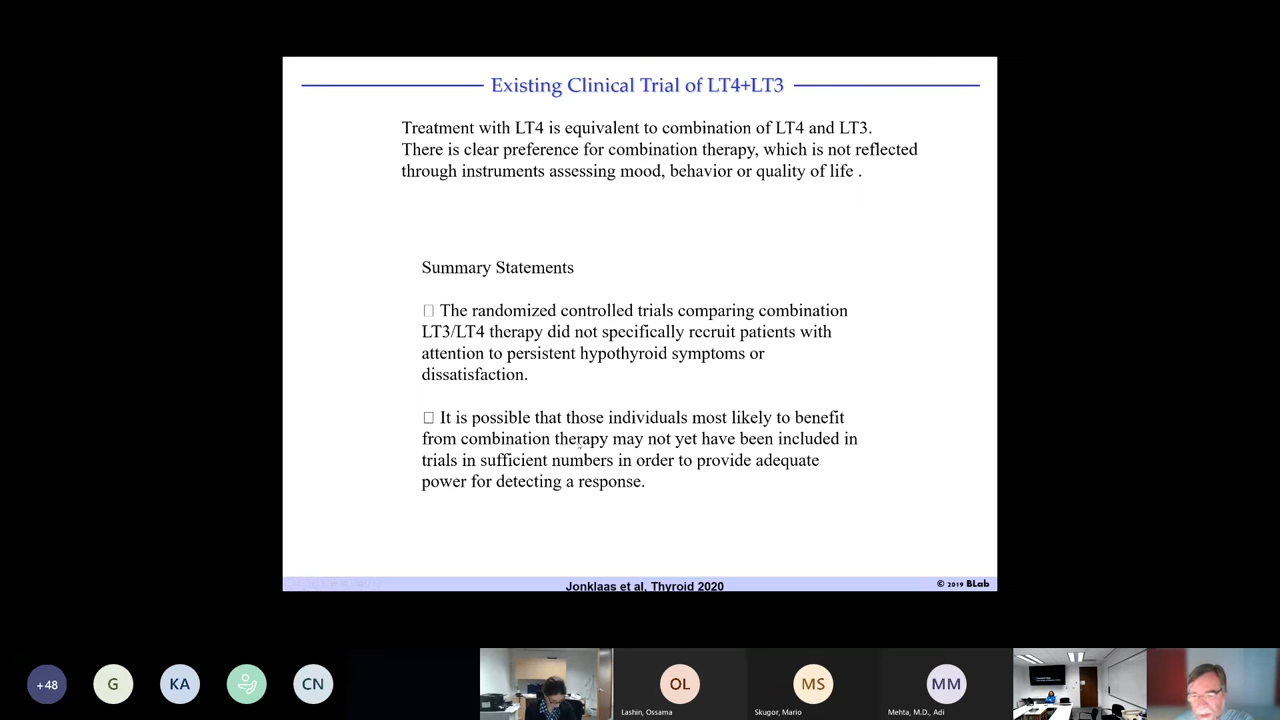 Existing Clinical Trial of LT4+LT3
Treatment with LT4 is equivalent to combination of LT4 and LT3.
There is clear preference for combination therapy, which is not reflected
through instruments assessing mood, behavior or quality of life .
Summary Statements
□ The randomized controlled trials comparing combination
LT3/LT4 therapy did not specifically recruit patients with
attention to persistent hypothyroid symptoms or
dissatisfaction.
□ It is possible that those individuals most likely to benefit
from combination therapy may not yet have been included in
trials in sufficient numbers in order to provide adequate
power for detecting a response.
Jonklaas et al, Thyroid 2020
© 2019 BLab
+48
G
KA
CN
OL
MS
MM
Lashin, Ossama
Skugor, Mario
Mehta, M.D., Adi